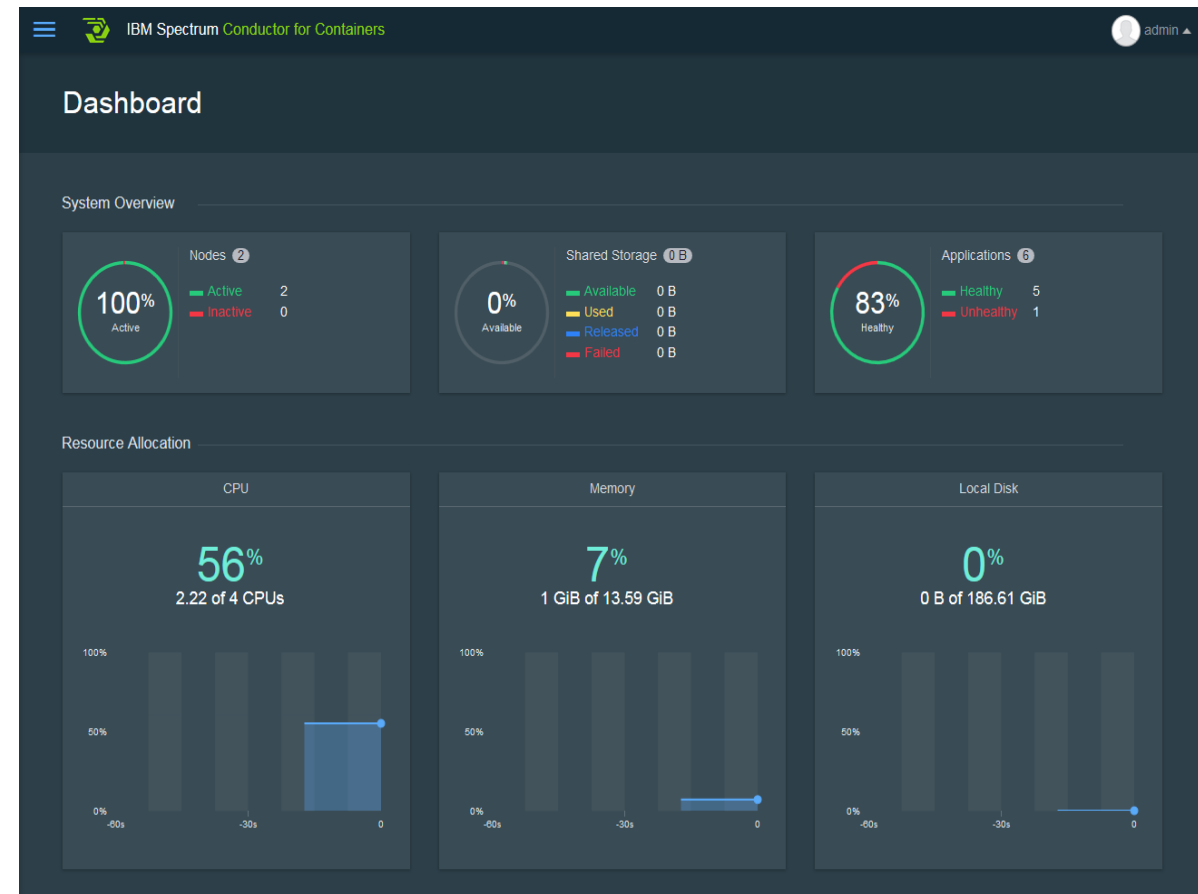 IBM Spectrum Conductor for Containers
admin
Dashboard
System Overview
Nodes 2
Active 2
Inactive 0
100%
Active
Shared Storage 0 B
Available 0 B
Used 0 B
Released 0 B
Failed 0 B
0%
Available
Applications 6
Healthy 5
Unhealthy 1
83%
Healthy
Resource Allocation
CPU
56%
2.22 of 4 CPUs
100%
50%
0%
-60s -30s 0
Memory
7%
1 GiB of 13.59 GiB
100%
50%
0%
-60s -30s 0
Local Disk
0%
0 B of 186.61 GiB
100%
50%
0%
-60s -30s 0